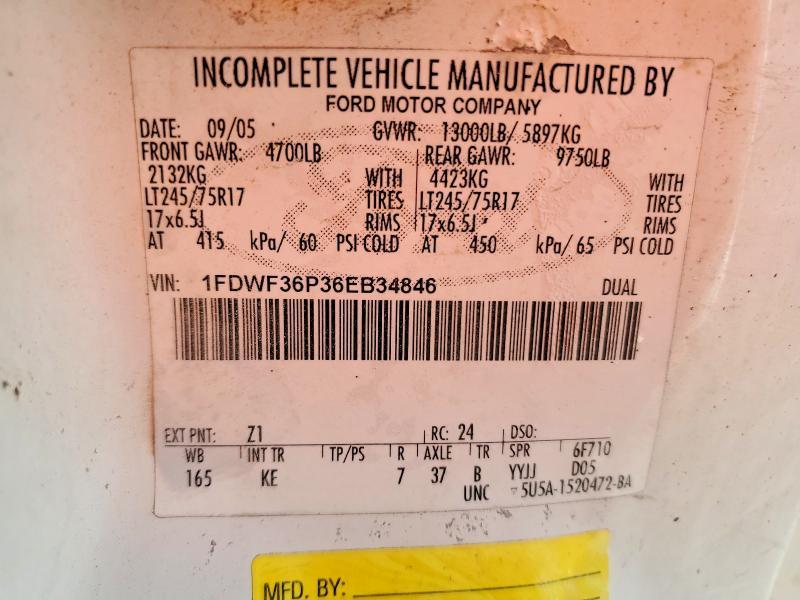 INCOMPLETE VEHICLE MANUFACTURED BY
FORD MOTOR COMPANY
DATE: 09/05 GVWR: 13000LB/ 5897KG
FRONT GAWR: 4700LB REAR GAWR: 9750LB
2132KG WITH 4423KG WITH
LT245/75R17 TIRES LT245/75R17 TIRES
17x6.5J RIMS 17x6.5J RIMS
AT 415 kPa/ 60 PSI COLD AT 450 kPa/ 65 PSI COLD
VIN: 1FDWF36P36EB34846 DUAL
EXT PNT: Z1 RC: 24 DSO:
WB INT TR TP/PS R AXLE TR SPR 6F710
165 KE 7 37 B YYJJ D05
UNC 5U5A-1520472-BA
MFD. BY: